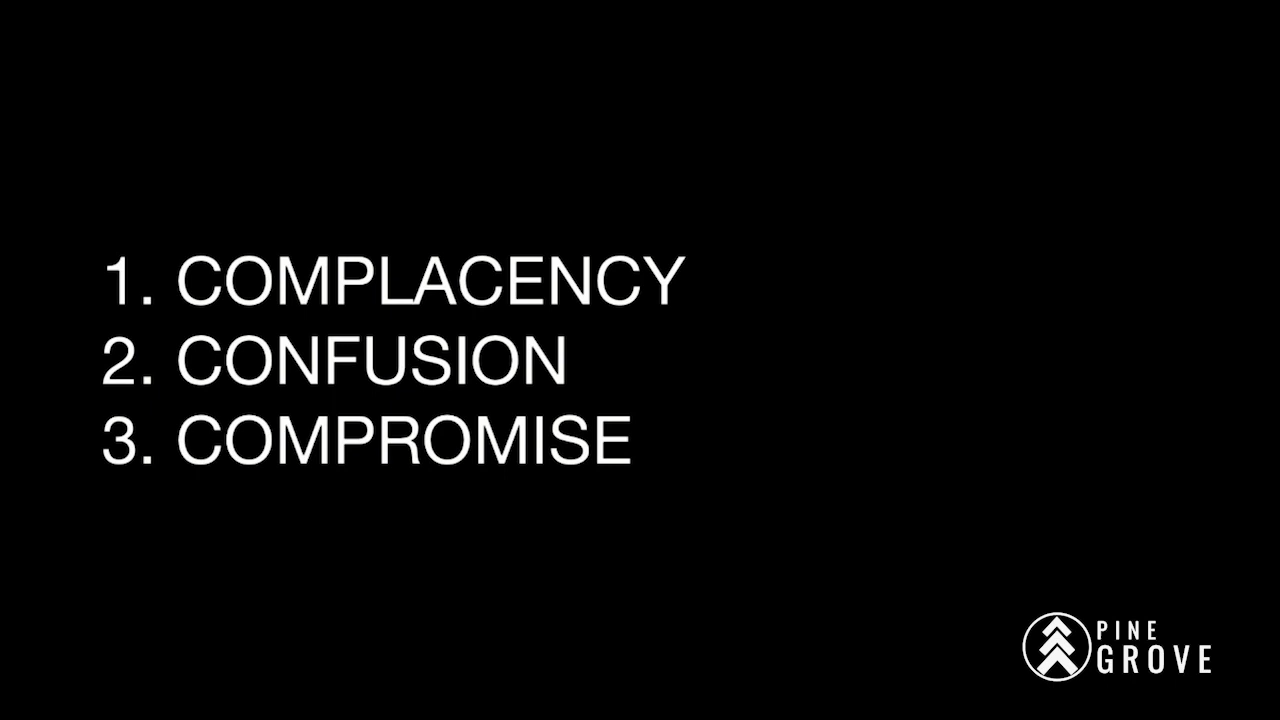 1. COMPLACENCY
2. CONFUSION
3. COMPROMISE
PINE
GROVE